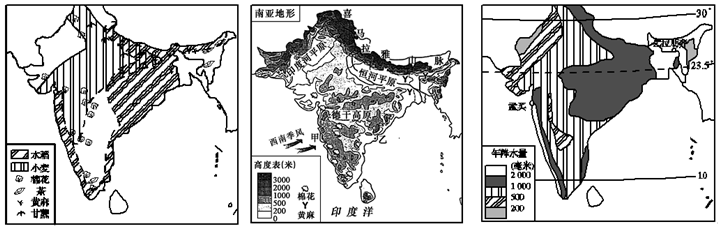 水稻
小麦
棉花
茶
黄麻
甘蔗
南亚地形
喜
马
拉
雅
脉
印度河平原
恒河平原
德干高原
西南季风
甲
高度表(米)
3000
2000
1000
500
200
0
棉花
黄麻
印度洋
30°
23.5°
孟买
10
年降水量
(毫米)
2 000
1 000
500
200